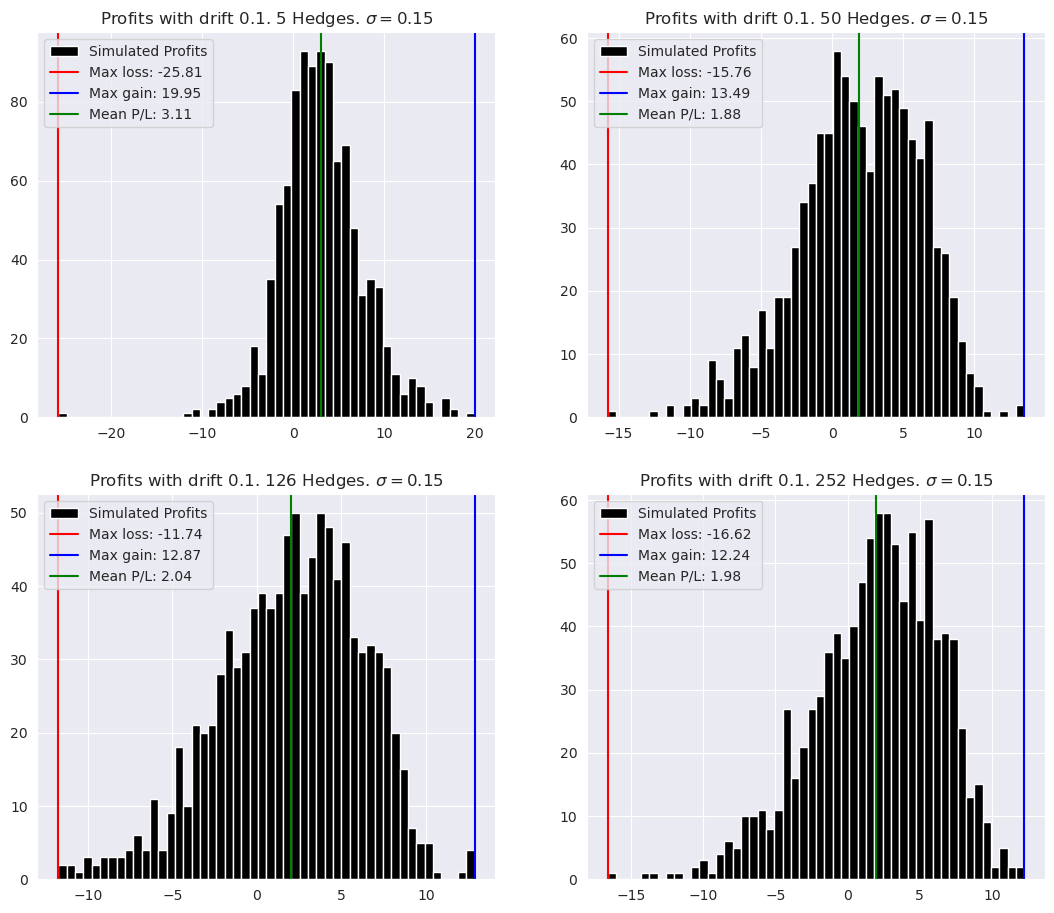 Profits with drift 0.1. 5 Hedges. σ = 0.15
Simulated Profits
Max loss: -25.81
Max gain: 19.95
Mean P/L: 3.11
80
60
40
20
0
−20 −10 0 10 20
Profits with drift 0.1. 50 Hedges. σ = 0.15
Simulated Profits
Max loss: -15.76
Max gain: 13.49
Mean P/L: 1.88
60
50
40
30
20
10
0
−15 −10 −5 0 5 10
Profits with drift 0.1. 126 Hedges. σ = 0.15
Simulated Profits
Max loss: -11.74
Max gain: 12.87
Mean P/L: 2.04
50
40
30
20
10
0
−10 −5 0 5 10
Profits with drift 0.1. 252 Hedges. σ = 0.15
Simulated Profits
Max loss: -16.62
Max gain: 12.24
Mean P/L: 1.98
60
50
40
30
20
10
0
−15 −10 −5 0 5 10